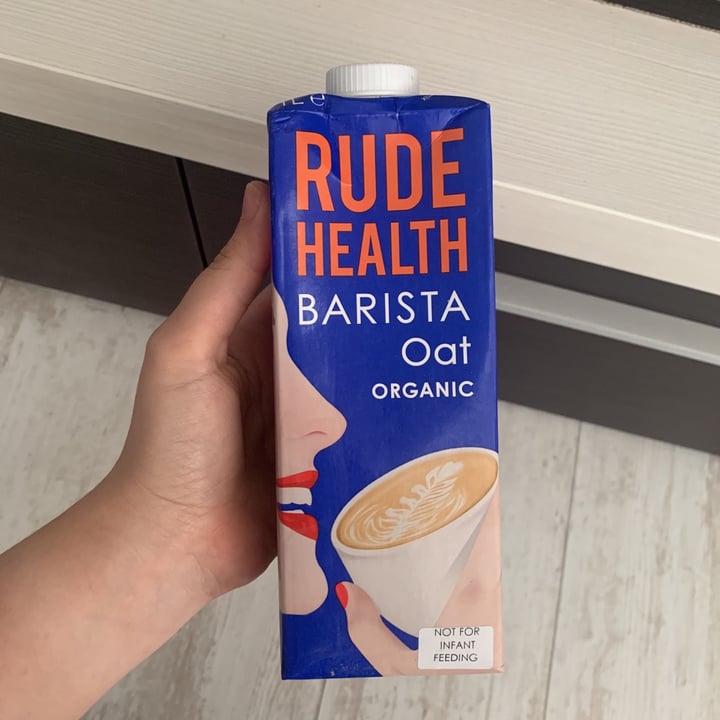 RUDE
HEALTH
BARISTA
Oat
ORGANIC
NOT FOR
INFANT
FEEDING